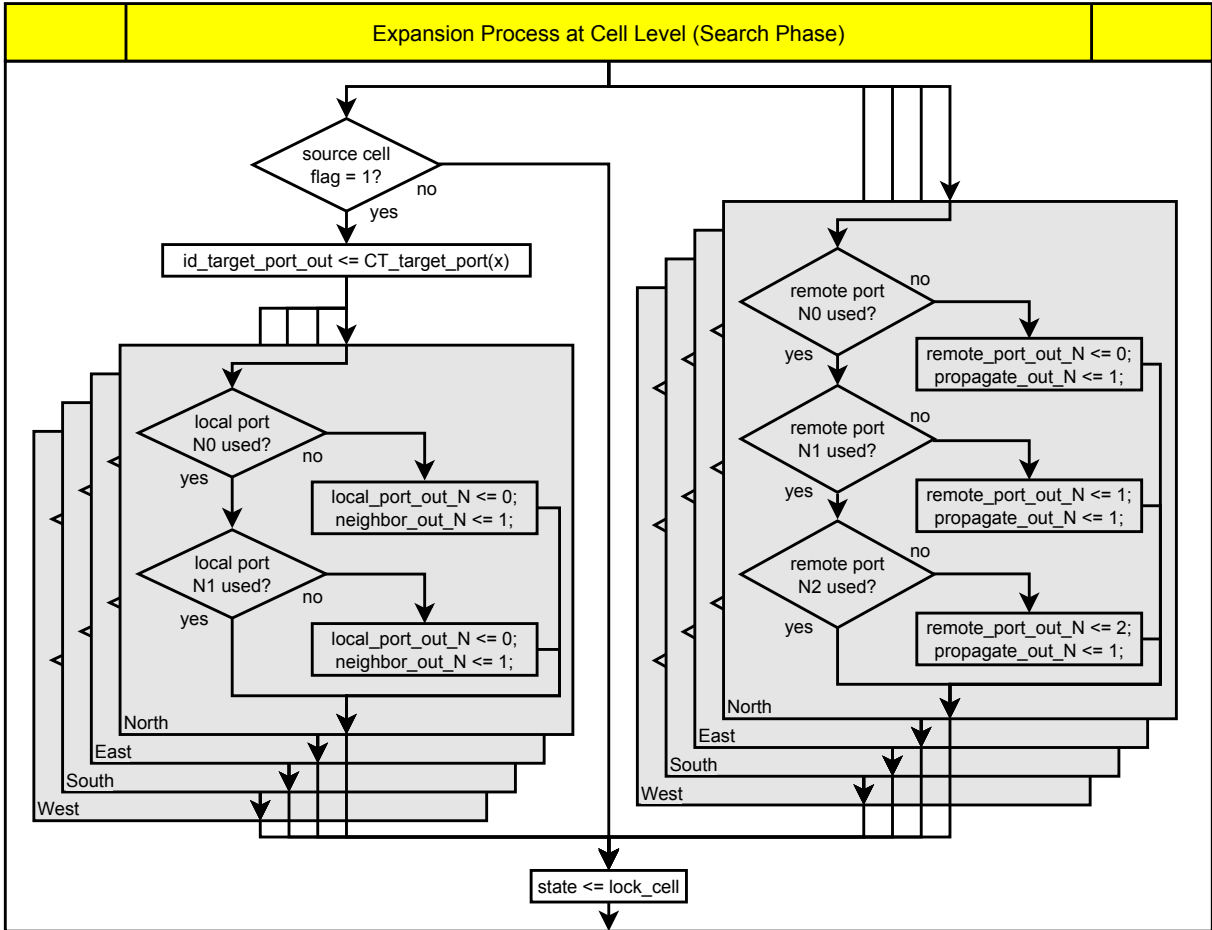 Expansion Process at Cell Level (Search Phase)
source cell
flag = 1?
no
yes
id_target_port_out <= CT_target_port(x)
local port
N0 used?
no
yes
local_port_out_N <= 0;
neighbor_out_N <= 1;
local port
N1 used?
no
yes
local_port_out_N <= 0;
neighbor_out_N <= 1;
North
East
South
West
remote port
N0 used?
no
yes
remote_port_out_N <= 0;
propagate_out_N <= 1;
remote port
N1 used?
no
yes
remote_port_out_N <= 1;
propagate_out_N <= 1;
remote port
N2 used?
no
yes
remote_port_out_N <= 2;
propagate_out_N <= 1;
North
East
South
West
state <= lock_cell